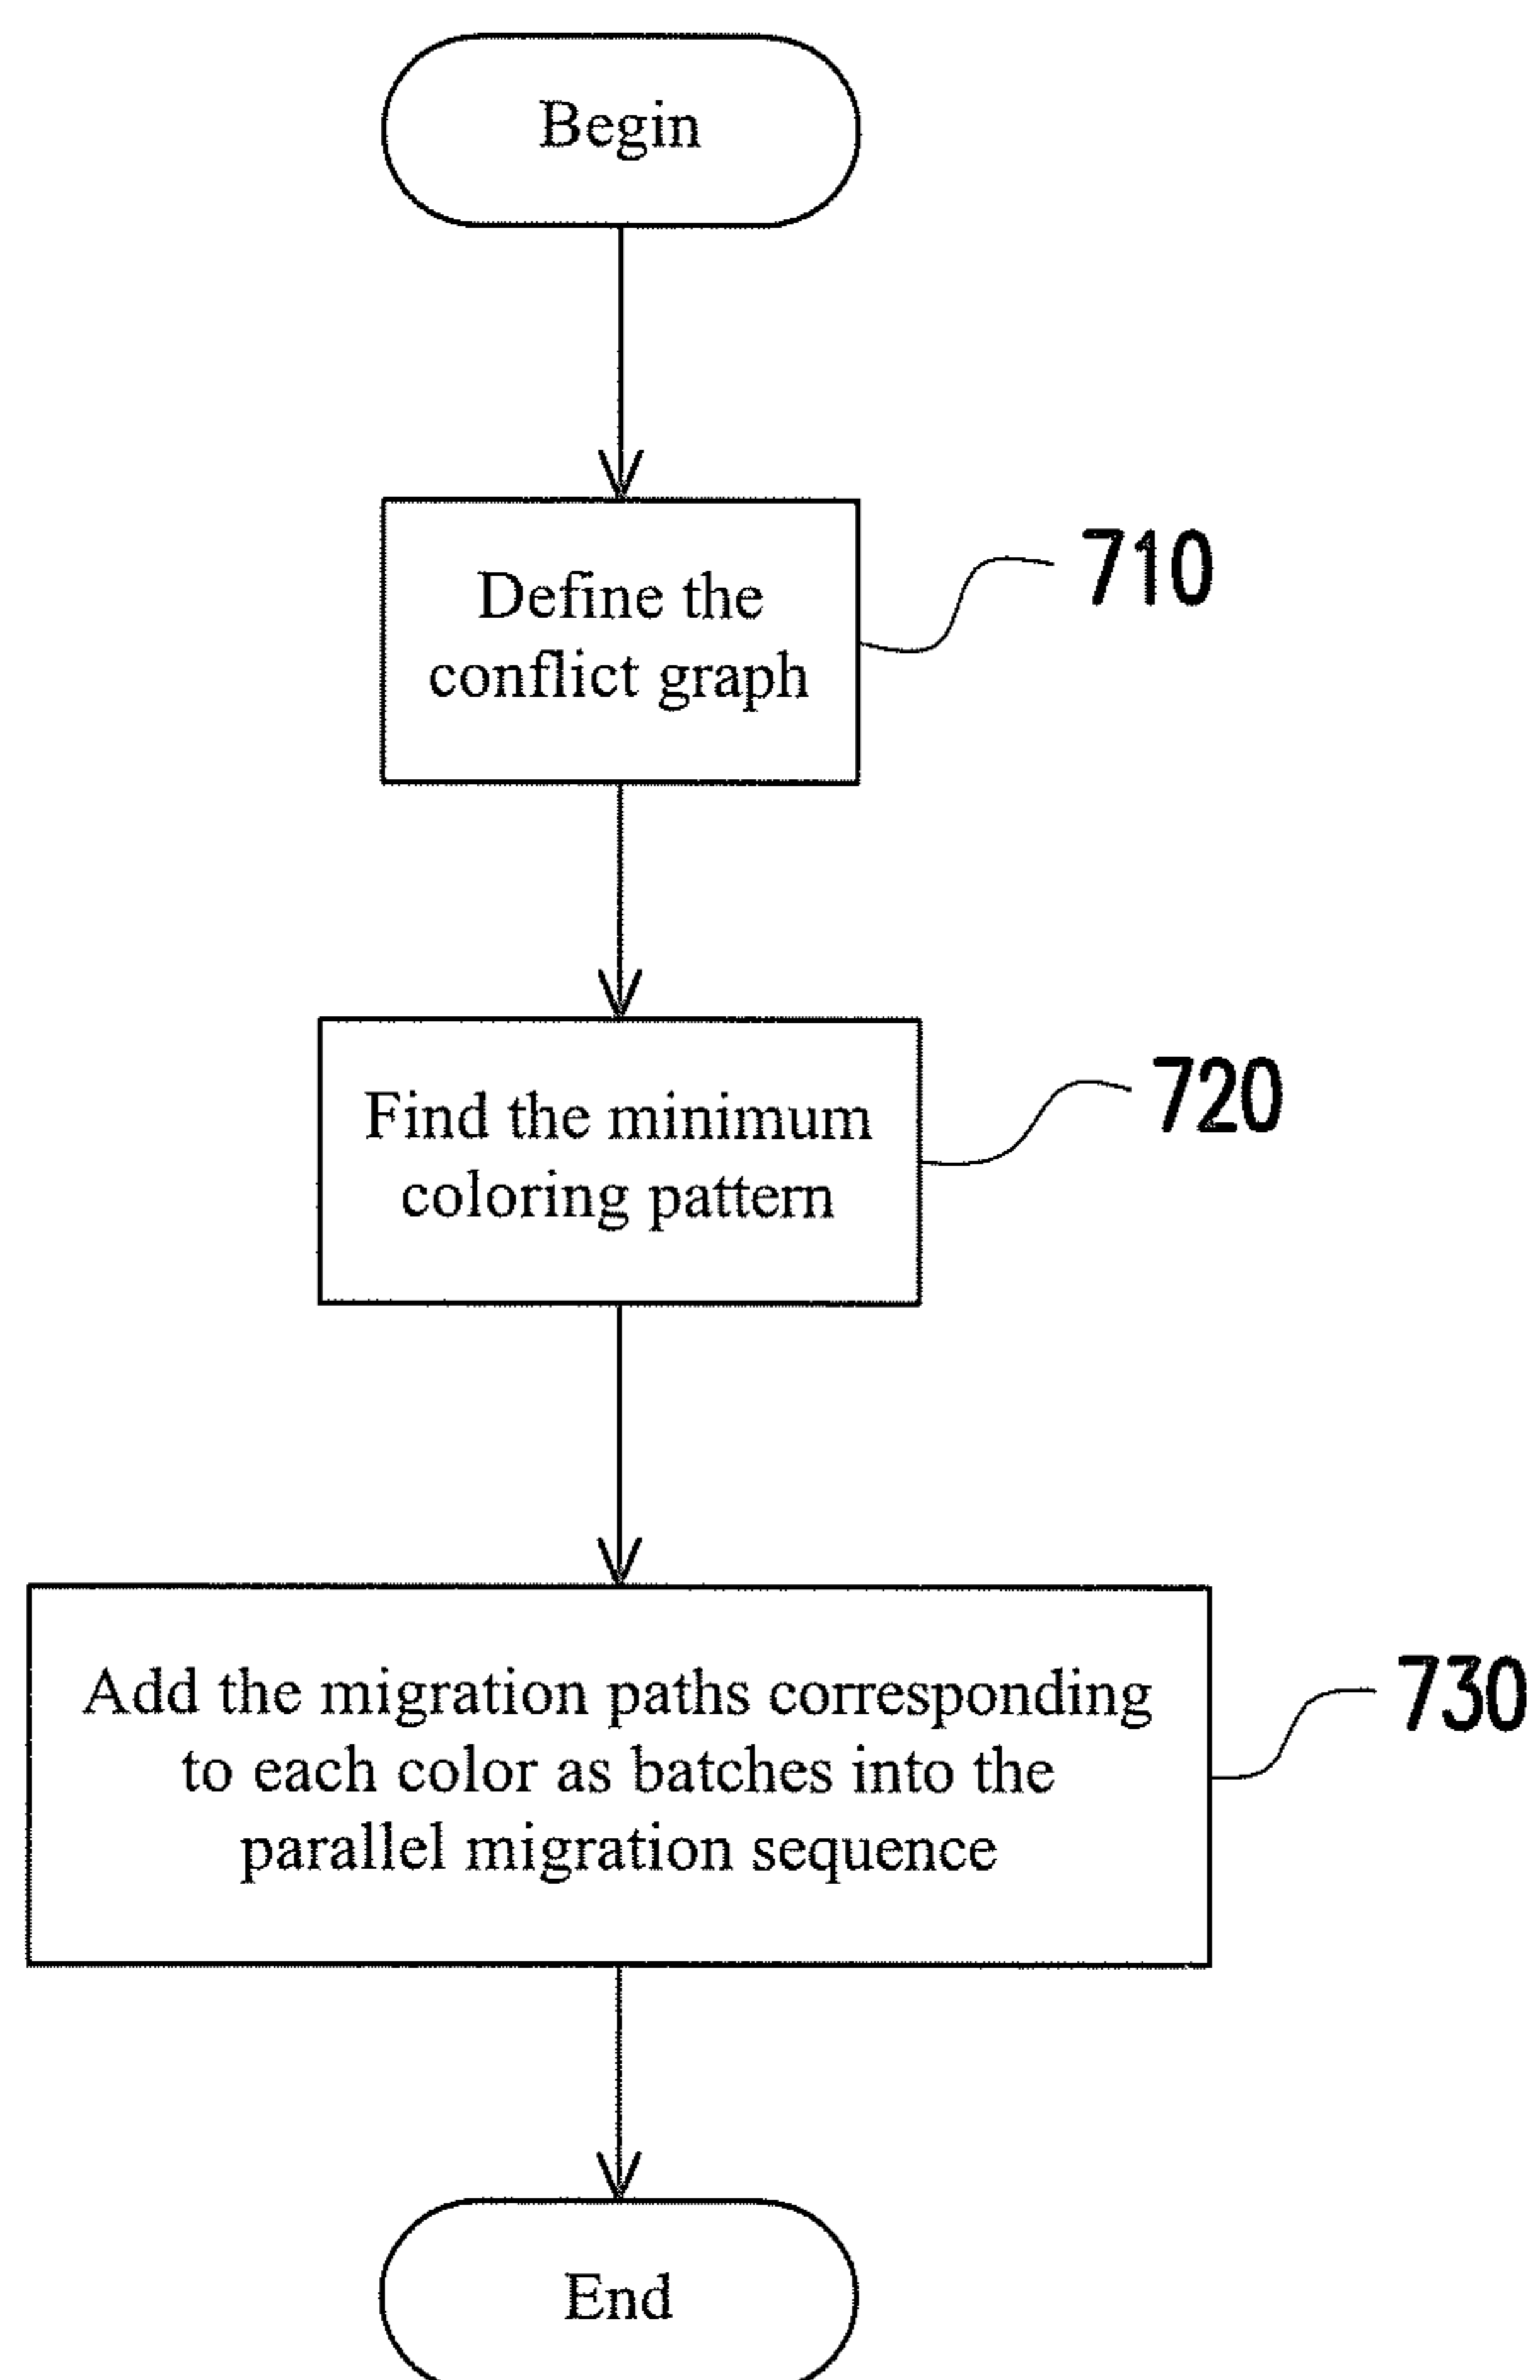 Begin
Define the
conflict graph
710
Find the minimum
coloring pattern
720
Add the migration paths corresponding
to each color as batches into the
parallel migration sequence
730
End